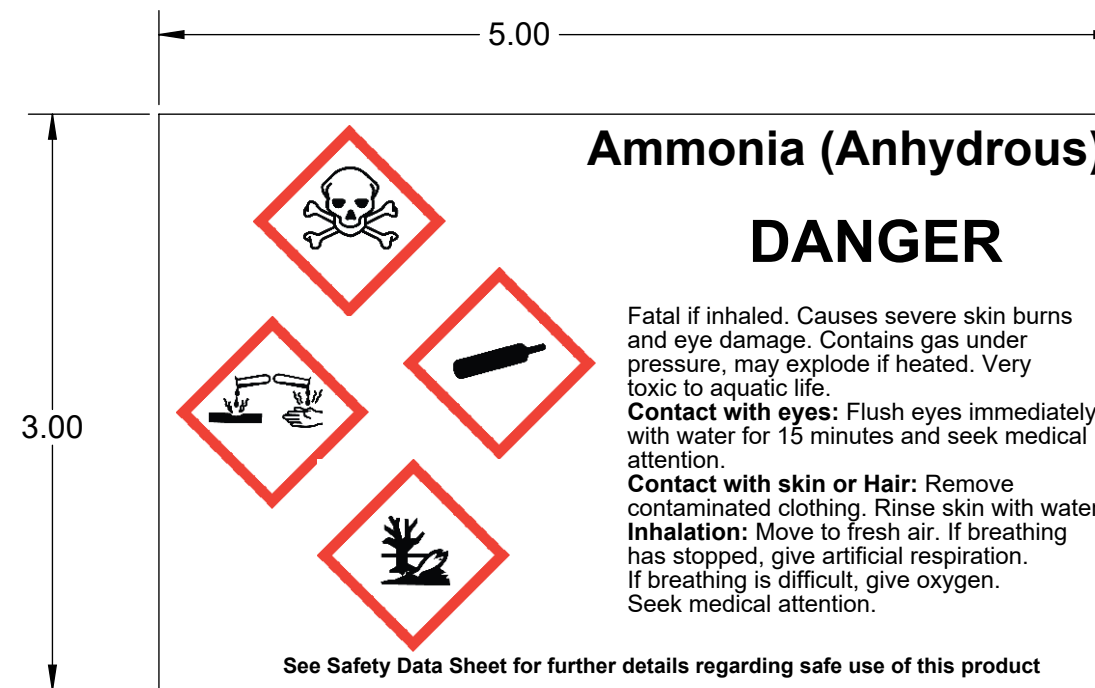 5.00
Ammonia (Anhydrous)
DANGER
3.00
Fatal if inhaled. Causes severe skin burns
and eye damage. Contains gas under
pressure, may explode if heated. Very
toxic to aquatic life.
Contact with eyes: Flush eyes immediately
with water for 15 minutes and seek medical
attention.
Contact with skin or Hair: Remove
contaminated clothing. Rinse skin with water
Inhalation: Move to fresh air. If breathing
has stopped, give artificial respiration.
If breathing is difficult, give oxygen.
Seek medical attention.
See Safety Data Sheet for further details regarding safe use of this product